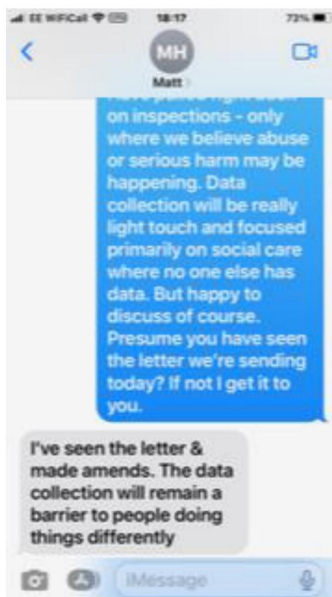 EE WiFiCall 18:17 73%
MH
Matt
on inspections - only
where we believe abuse
or serious harm may be
happening. Data
collection will be really
light touch and focused
primarily on social care
where no one else has
data. But happy to
discuss of course.
Presume you have seen
the letter we're sending
today? If not I get it to
you.
I've seen the letter &
made amends. The data
collection will remain a
barrier to people doing
things differently
iMessage